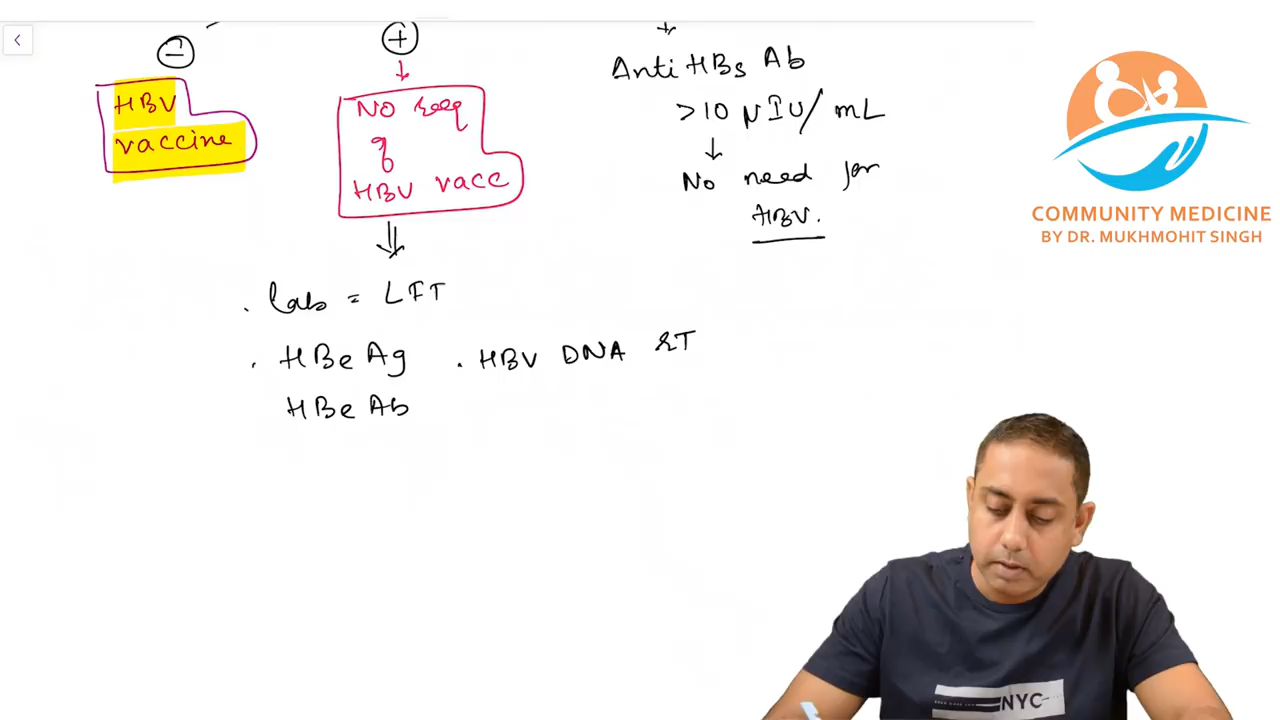 HBV
vaccine
No req
of
HBV vacc
Anti HBs Ab
>10 mIU/mL
No need for
HBV.
. Lab = LFT
. HBe Ag . HBV DNA
HBe Ab
COMMUNITY MEDICINE
BY DR. MUKHMOHIT SINGH
NYC